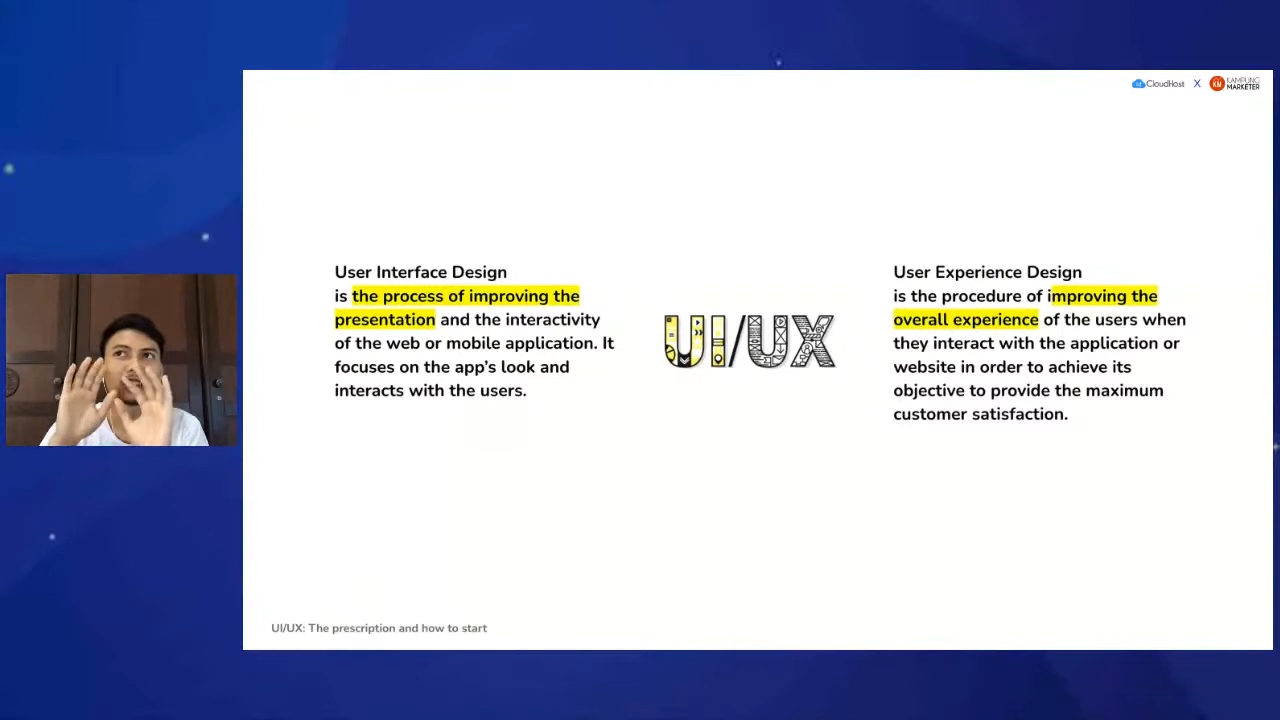 CloudHost X KAMPUNG MARKETER
User Interface Design
is the process of improving the
presentation and the interactivity
of the web or mobile application. It
focuses on the app's look and
interacts with the users.
UI/UX
User Experience Design
is the procedure of improving the
overall experience of the users when
they interact with the application or
website in order to achieve its
objective to provide the maximum
customer satisfaction.
UI/UX: The prescription and how to start